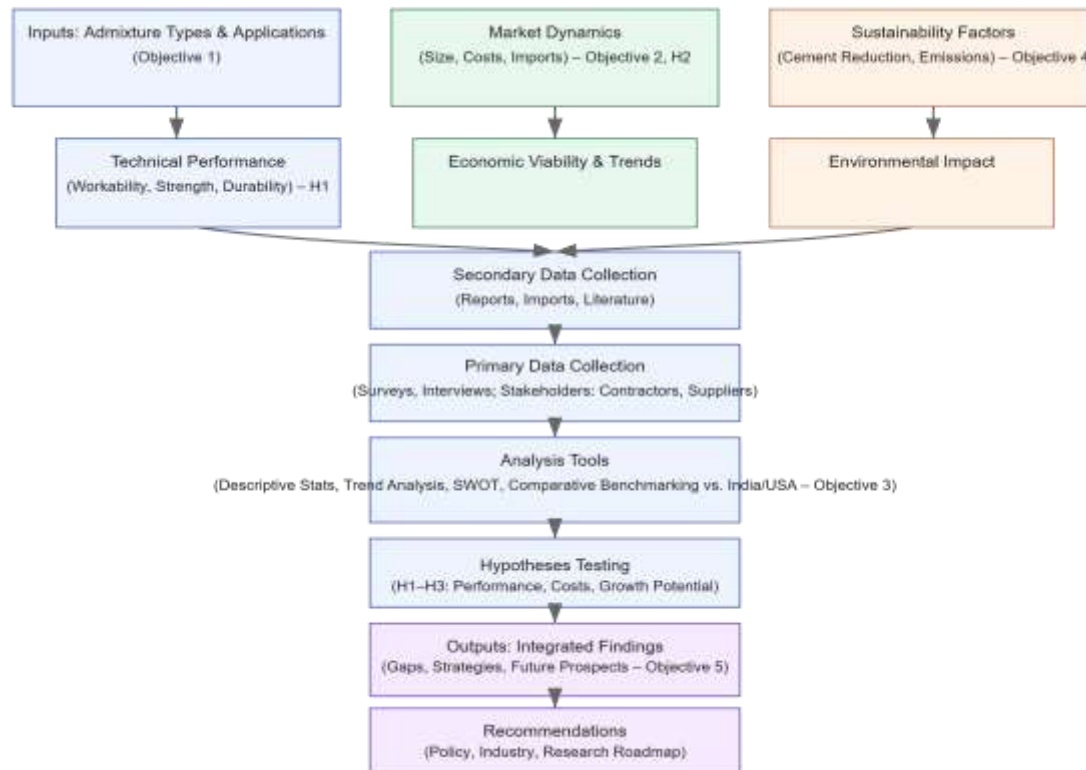 Inputs: Admixture Types & Applications
(Objective 1)
Market Dynamics
(Size, Costs, Imports) – Objective 2, H2
Sustainability Factors
(Cement Reduction, Emissions) – Objective 4
Technical Performance
(Workability, Strength, Durability) – H1
Economic Viability & Trends
Environmental Impact
Secondary Data Collection
(Reports, Imports, Literature)
Primary Data Collection
(Surveys, Interviews; Stakeholders: Contractors, Suppliers)
Analysis Tools
(Descriptive Stats, Trend Analysis, SWOT, Comparative Benchmarking vs. India/USA – Objective 3)
Hypotheses Testing
(H1–H3: Performance, Costs, Growth Potential)
Outputs: Integrated Findings
(Gaps, Strategies, Future Prospects – Objective 5)
Recommendations
(Policy, Industry, Research Roadmap)